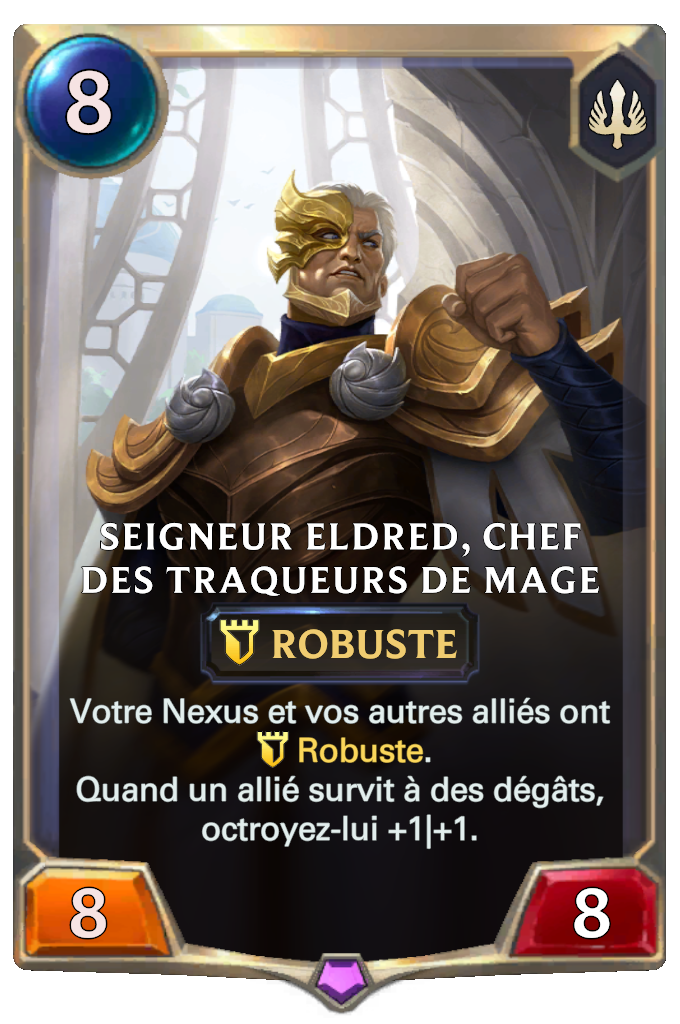 8
SEIGNEUR ELDRED, CHEF
DES TRAQUEURS DE MAGE
ROBUSTE
Votre Nexus et vos autres alliés ont
Robuste.
Quand un allié survit à des dégâts,
octroyez-lui +1|+1.
8
8